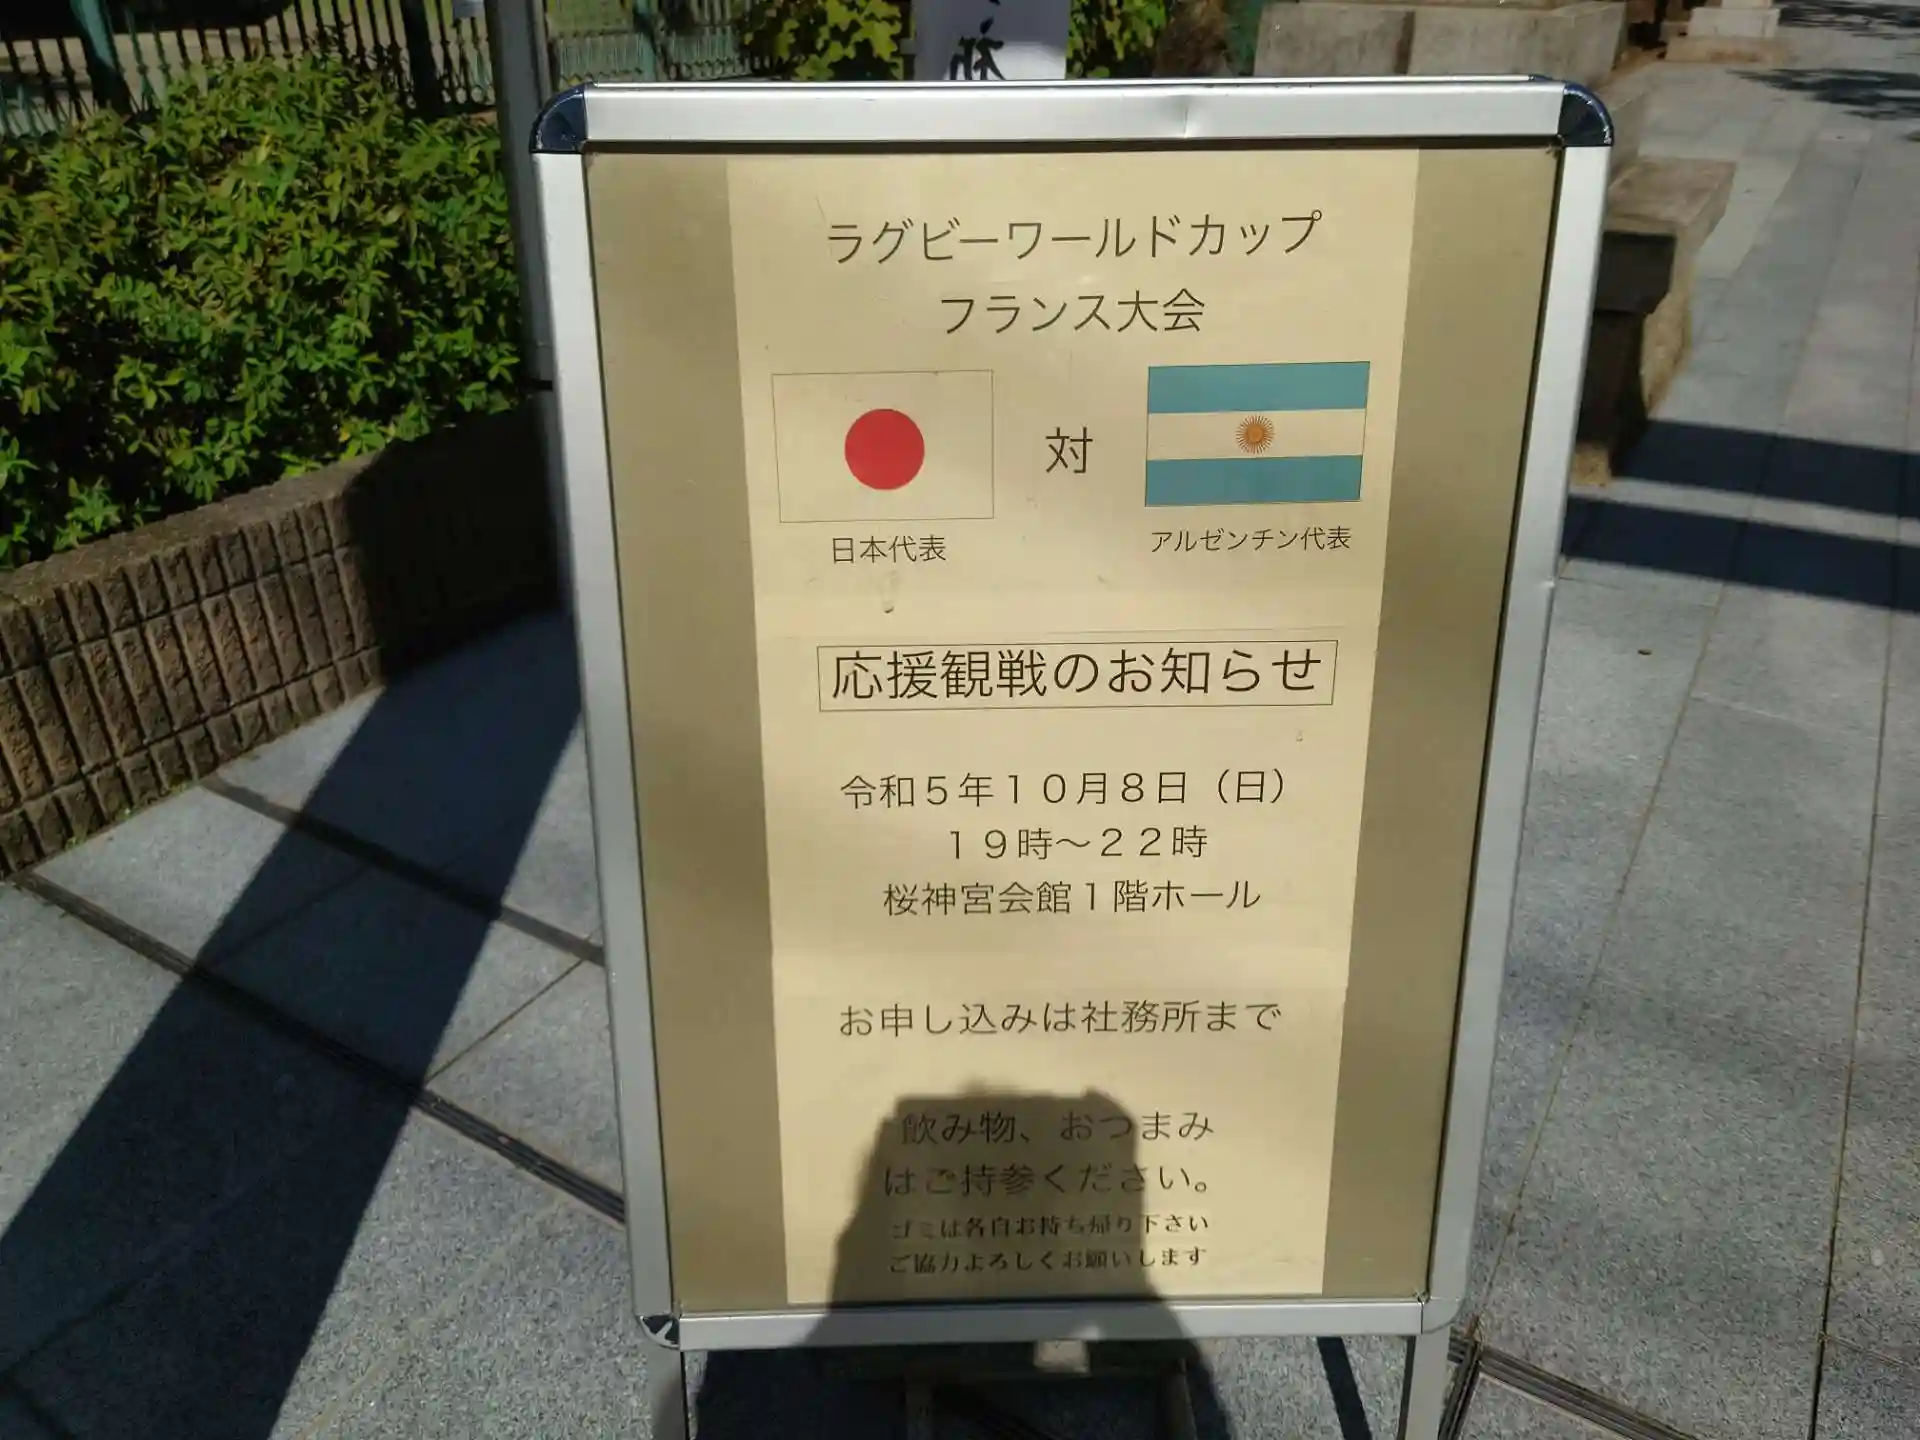 ラグビーワールドカップ
フランス大会
対
日本代表
アルゼンチン代表
応援観戦のお知らせ
令和５年１０月８日（日）
１９時～２２時
桜神宮会館１階ホール
お申し込みは社務所まで
飲み物、おつまみ
はご持参ください。
ゴミは各自お持ち帰り下さい
ご協力よろしくお願いします